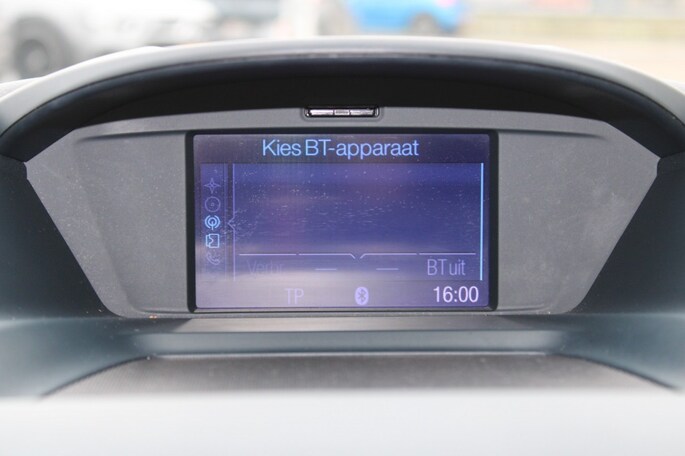 Kies BT-apparaat
BT uit
TP 16:00